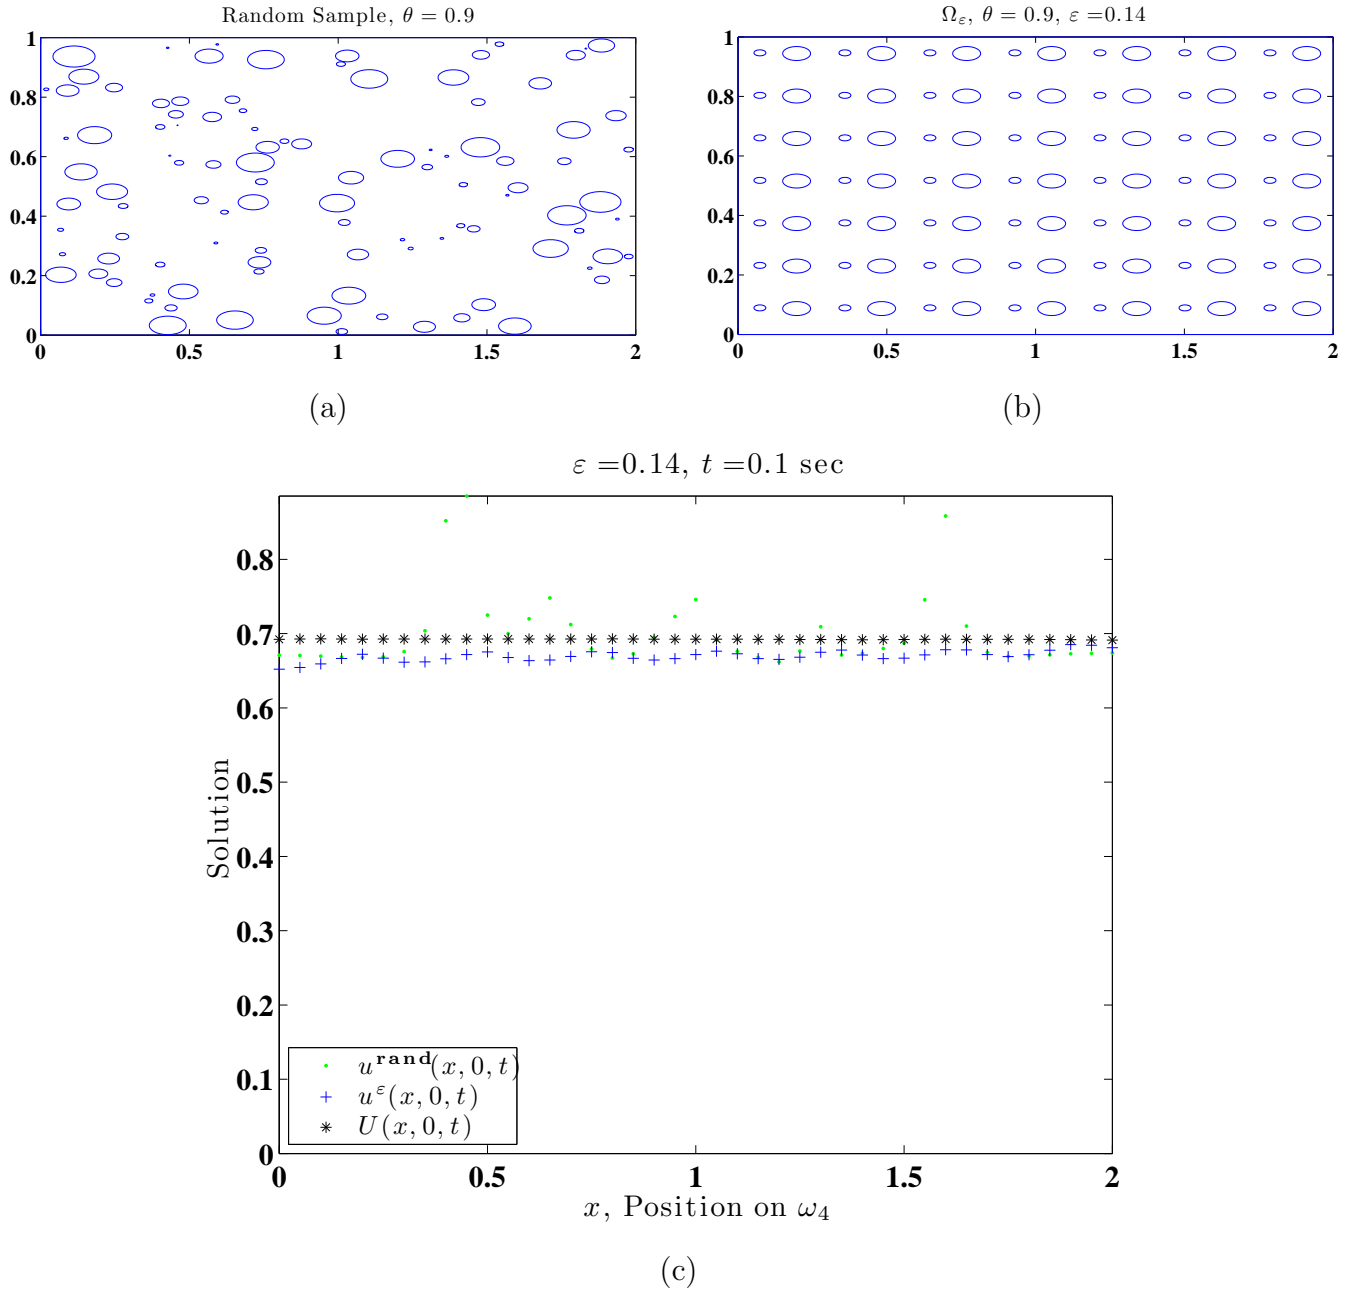 Random Sample, θ = 0.9
1
0.8
0.6
0.4
0.2
0
0 0.5 1 1.5 2
(a)
Ω_ε, θ = 0.9, ε =0.14
1
0.8
0.6
0.4
0.2
0
0 0.5 1 1.5 2
(b)
ε =0.14, t =0.1 sec
Solution
0.8
0.7
0.6
0.5
0.4
0.3
0.2
0.1
0
u^rand(x, 0, t)
u^ε(x, 0, t)
U(x, 0, t)
0 0.5 1 1.5 2
x, Position on ω_4
(c)